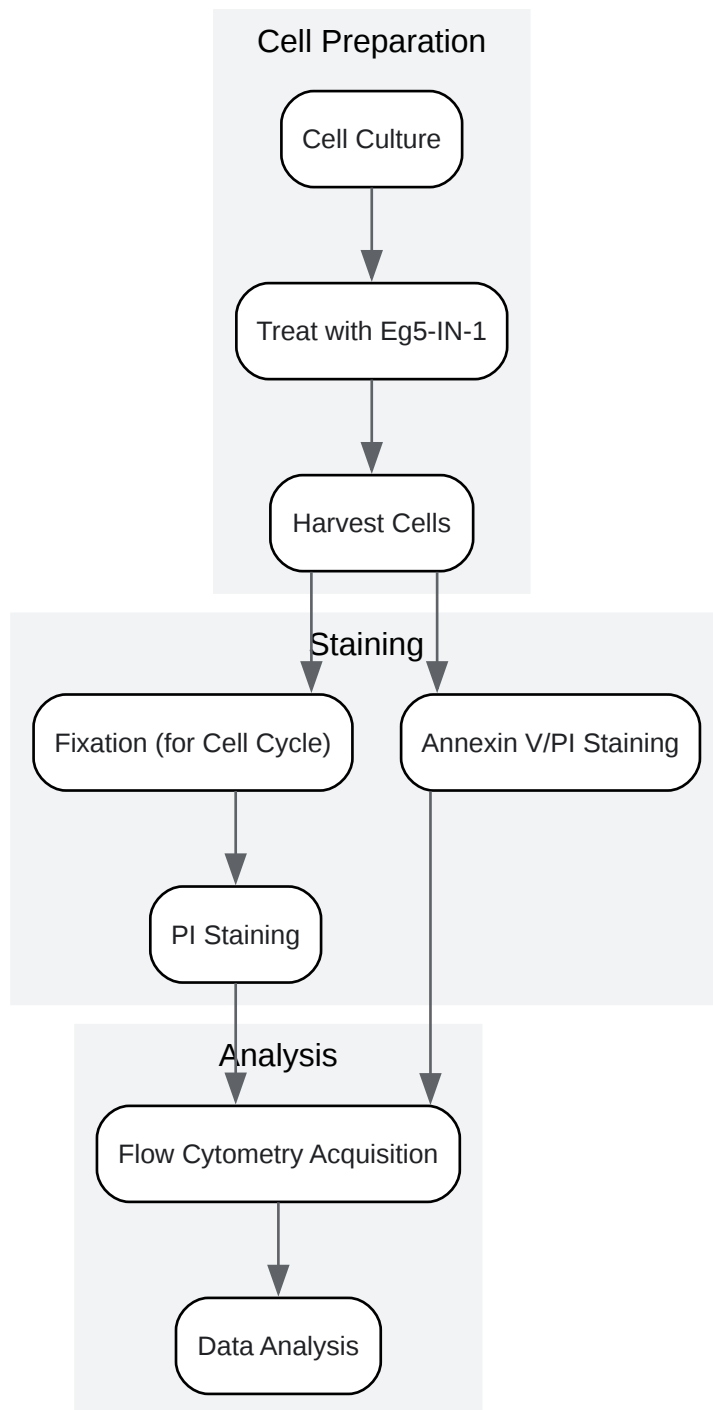 Cell Preparation
Cell Culture
Treat with Eg5-IN-1
Harvest Cells
Staining
Fixation (for Cell Cycle)
Annexin V/PI Staining
PI Staining
Analysis
Flow Cytometry Acquisition
Data Analysis